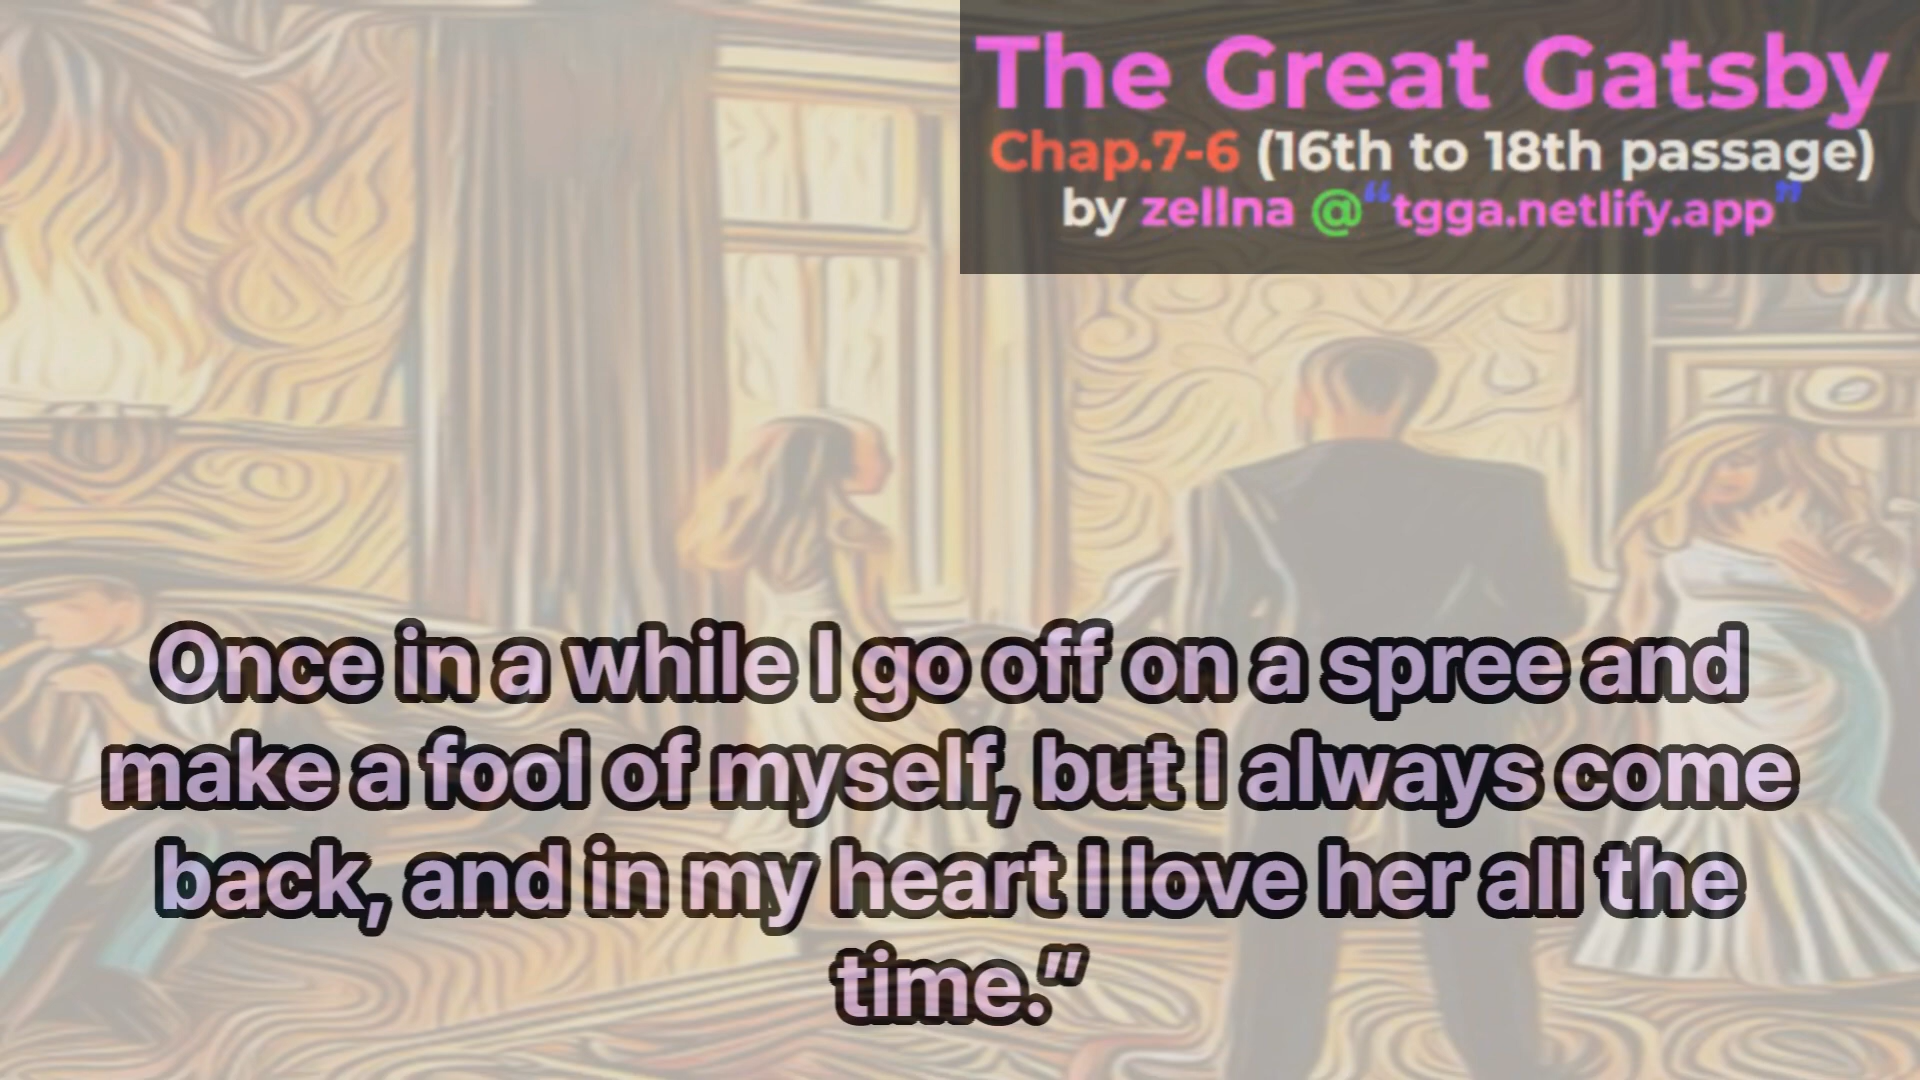 The Great Gatsby
Chap.7-6 (16th to 18th passage)
by zellna @“tgga.netlify.app”
Once in a while I go off on a spree and
make a fool of myself, but I always come
back, and in my heart I love her all the
time.”